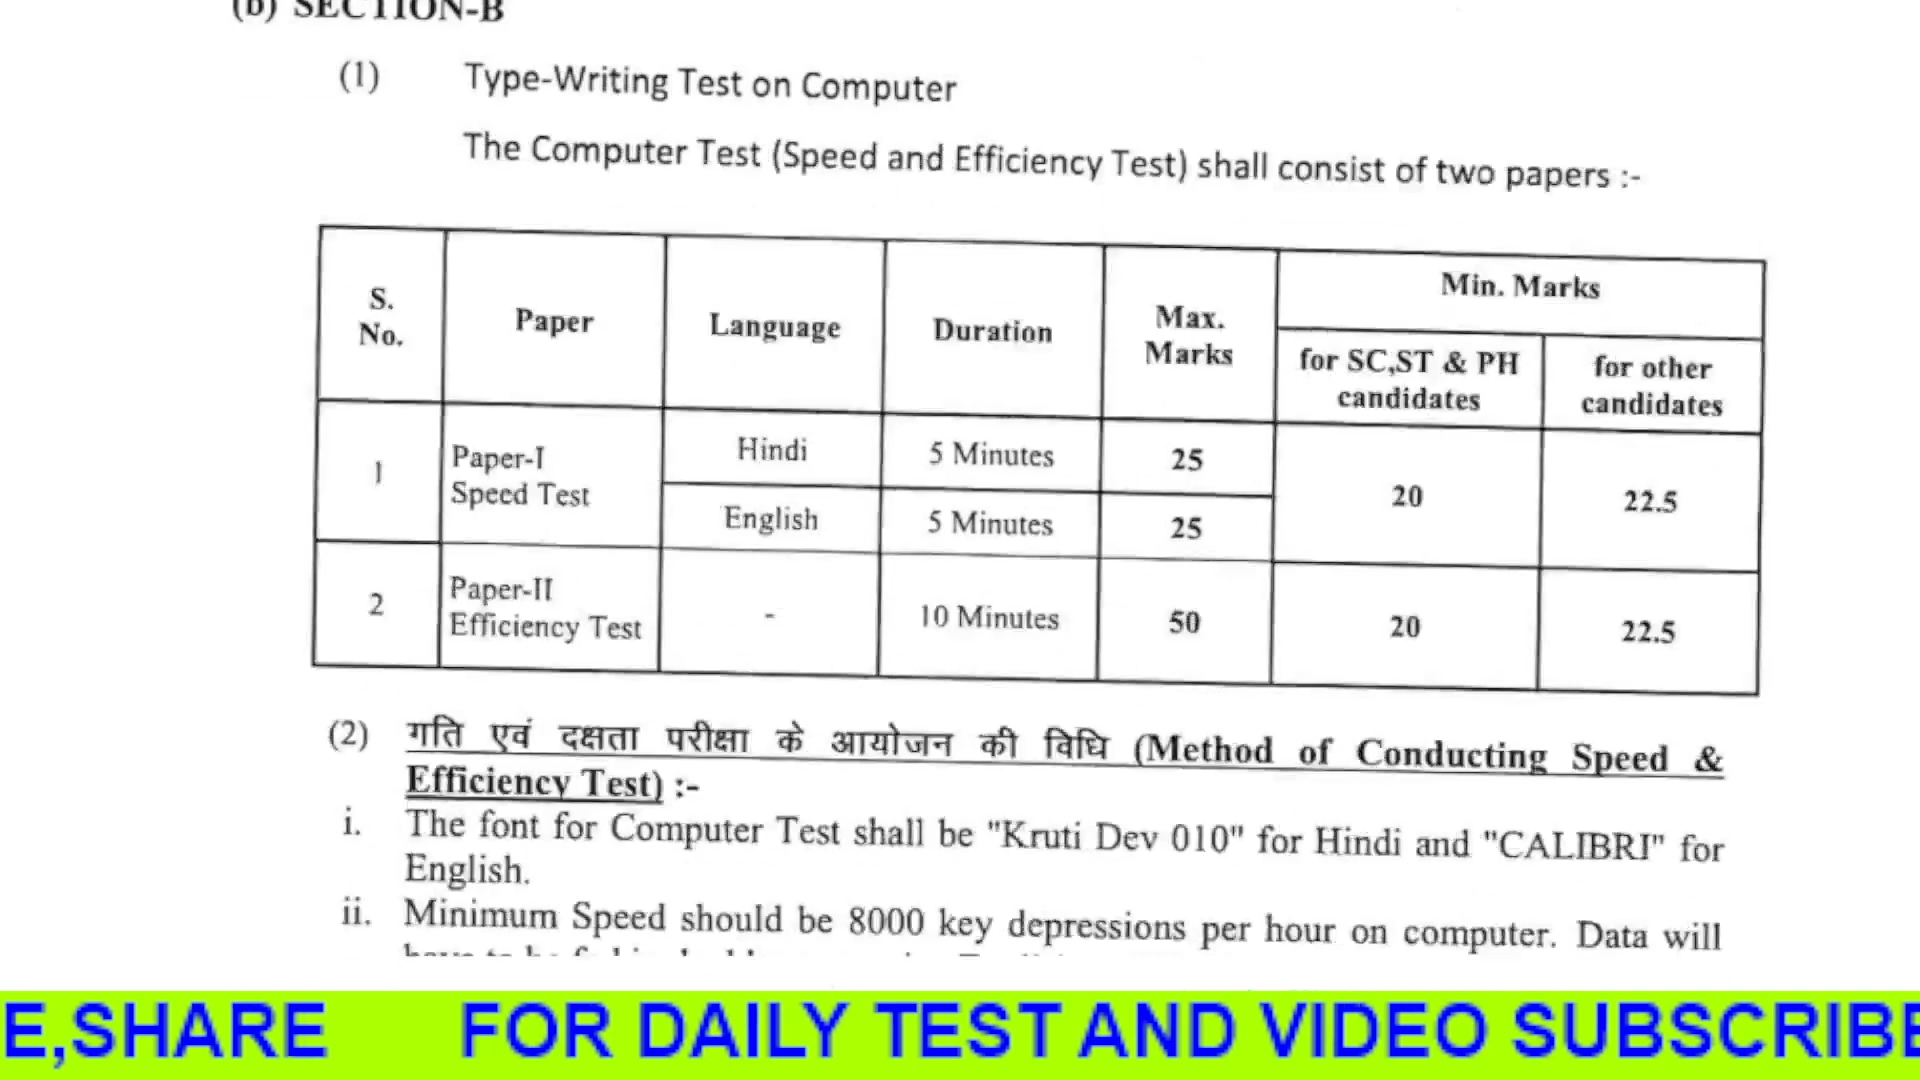 (b) SECTION-B
(1) Type-Writing Test on Computer
The Computer Test (Speed and Efficiency Test) shall consist of two papers :-
S. No. Paper Language Duration Max. Marks Min. Marks
for SC,ST & PH candidates for other candidates
1 Paper-I Speed Test Hindi 5 Minutes 25 20 22.5
English 5 Minutes 25
2 Paper-II Efficiency Test - 10 Minutes 50 20 22.5
(2) गति एवं दक्षता परीक्षा के आयोजन की विधि (Method of Conducting Speed &
Efficiency Test) :-
i. The font for Computer Test shall be "Kruti Dev 010" for Hindi and "CALIBRI" for
English.
ii. Minimum Speed should be 8000 key depressions per hour on computer. Data will
E,SHARE FOR DAILY TEST AND VIDEO SUBSCRIBE